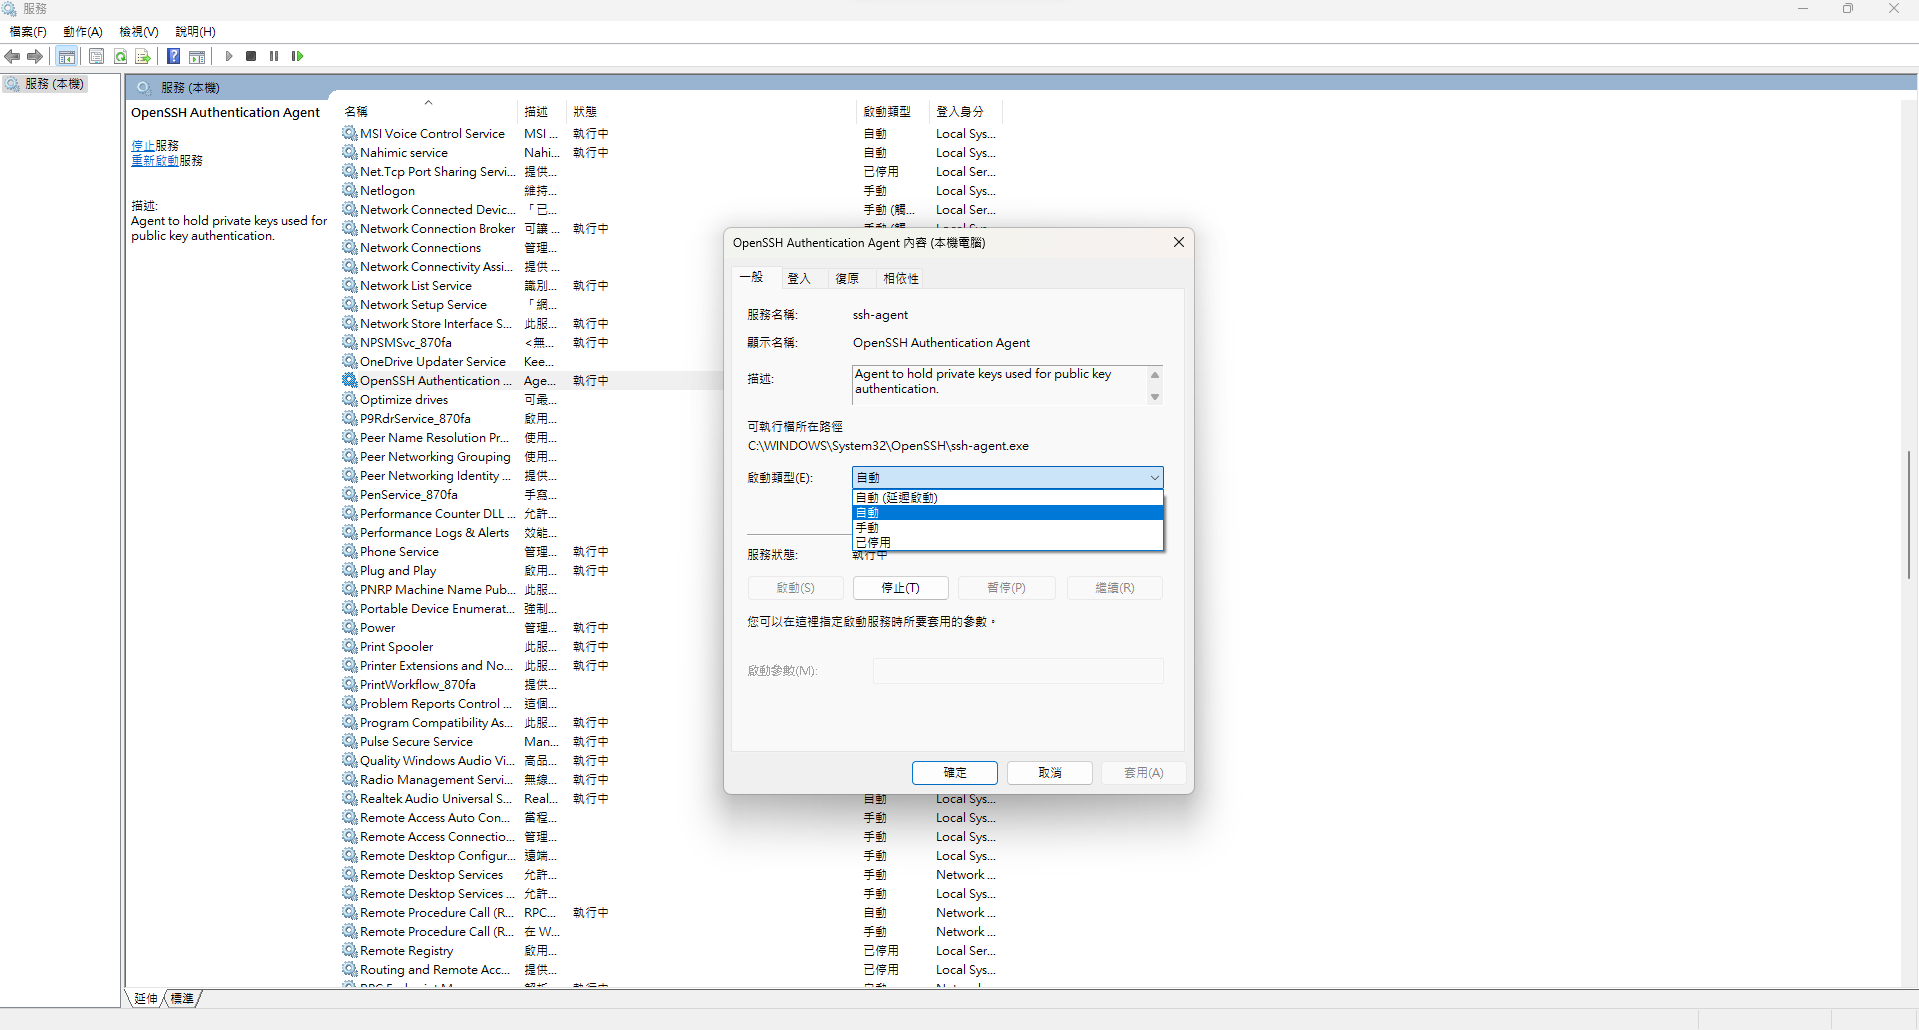 服務
檔案(F) 動作(A) 檢視(V) 說明(H)
服務 (本機)
服務 (本機)
OpenSSH Authentication Agent
停止服務
重新啟動服務
描述:
Agent to hold private keys used for
public key authentication.
名稱 描述 狀態 啟動類型 登入身分
MSI Voice Control Service MSI ... 執行中 自動 Local Sys...
Nahimic service Nahi... 執行中 自動 Local Sys...
Net.Tcp Port Sharing Servi... 提供... 已停用 Local Ser...
Netlogon 維持... 手動 Local Sys...
Network Connected Devic... 「已... 手動 (觸... Local Ser...
Network Connection Broker 可讓 ... 執行中
Network Connections 管理...
Network Connectivity Assi... 提供 ...
Network List Service 識別... 執行中
Network Setup Service 「網...
Network Store Interface S... 此服... 執行中
NPSMSvc_870fa <無... 執行中
OneDrive Updater Service Kee...
OpenSSH Authentication ... Age... 執行中
Optimize drives 可最...
P9RdrService_870fa 啟用...
Peer Name Resolution Pr... 使用...
Peer Networking Grouping 使用...
Peer Networking Identity ... 提供...
PenService_870fa 手寫...
Performance Counter DLL ... 允許...
Performance Logs & Alerts 效能...
Phone Service 管理... 執行中
Plug and Play 啟用... 執行中
PNRP Machine Name Pub... 此服...
Portable Device Enumerat... 強制...
Power 管理... 執行中
Print Spooler 此服... 執行中
Printer Extensions and No... 此服... 執行中
PrintWorkflow_870fa 提供...
Problem Reports Control ... 這個...
Program Compatibility As... 此服... 執行中
Pulse Secure Service Man... 執行中
Quality Windows Audio Vi... 高品... 執行中
Radio Management Servi... 無線... 執行中
Realtek Audio Universal S... Real... 執行中 自動 Local Sys...
Remote Access Auto Con... 當程... 手動 Local Sys...
Remote Access Connectio... 管理... 手動 Local Sys...
Remote Desktop Configur... 遠端... 手動 Local Sys...
Remote Desktop Services 允許... 手動 Network ...
Remote Desktop Services ... 允許... 手動 Local Sys...
Remote Procedure Call (R... RPC... 執行中 自動 Network ...
Remote Procedure Call (R... 在 W... 手動 Network ...
Remote Registry 啟用... 已停用 Local Ser...
Routing and Remote Acc... 提供... 已停用 Local Sys...
延伸 標準
OpenSSH Authentication Agent 內容 (本機電腦)
一般 登入 復原 相依性
服務名稱: ssh-agent
顯示名稱: OpenSSH Authentication Agent
描述: Agent to hold private keys used for public key
authentication.
可執行檔所在路徑
C:\WINDOWS\System32\OpenSSH\ssh-agent.exe
啟動類型(E): 自動
自動 (延遲啟動)
自動
手動
已停用
服務狀態: 執行中
啟動(S) 停止(T) 暫停(P) 繼續(R)
您可以在這裡指定啟動服務時所要套用的參數。
啟動參數(M):
確定 取消 套用(A)